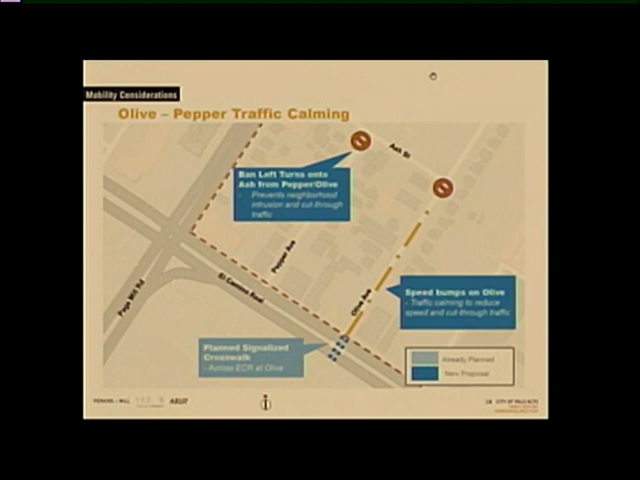 Mobility Considerations
Olive – Pepper Traffic Calming
Ash St
Ban Left Turns onto
Ash from Pepper/Olive
- Prevents neighborhood
intrusion and cut-through
traffic
Pepper Ave
Page Mill Rd
El Camino Real
Olive Ave
Speed bumps on Olive
- Traffic calming to reduce
speed and cut-through traffic
Planned Signalized
Crosswalk
- Across ECR at Olive
Already Planned
New Proposal
PERKINS + WILL
ARUP
CITY OF PALO ALTO